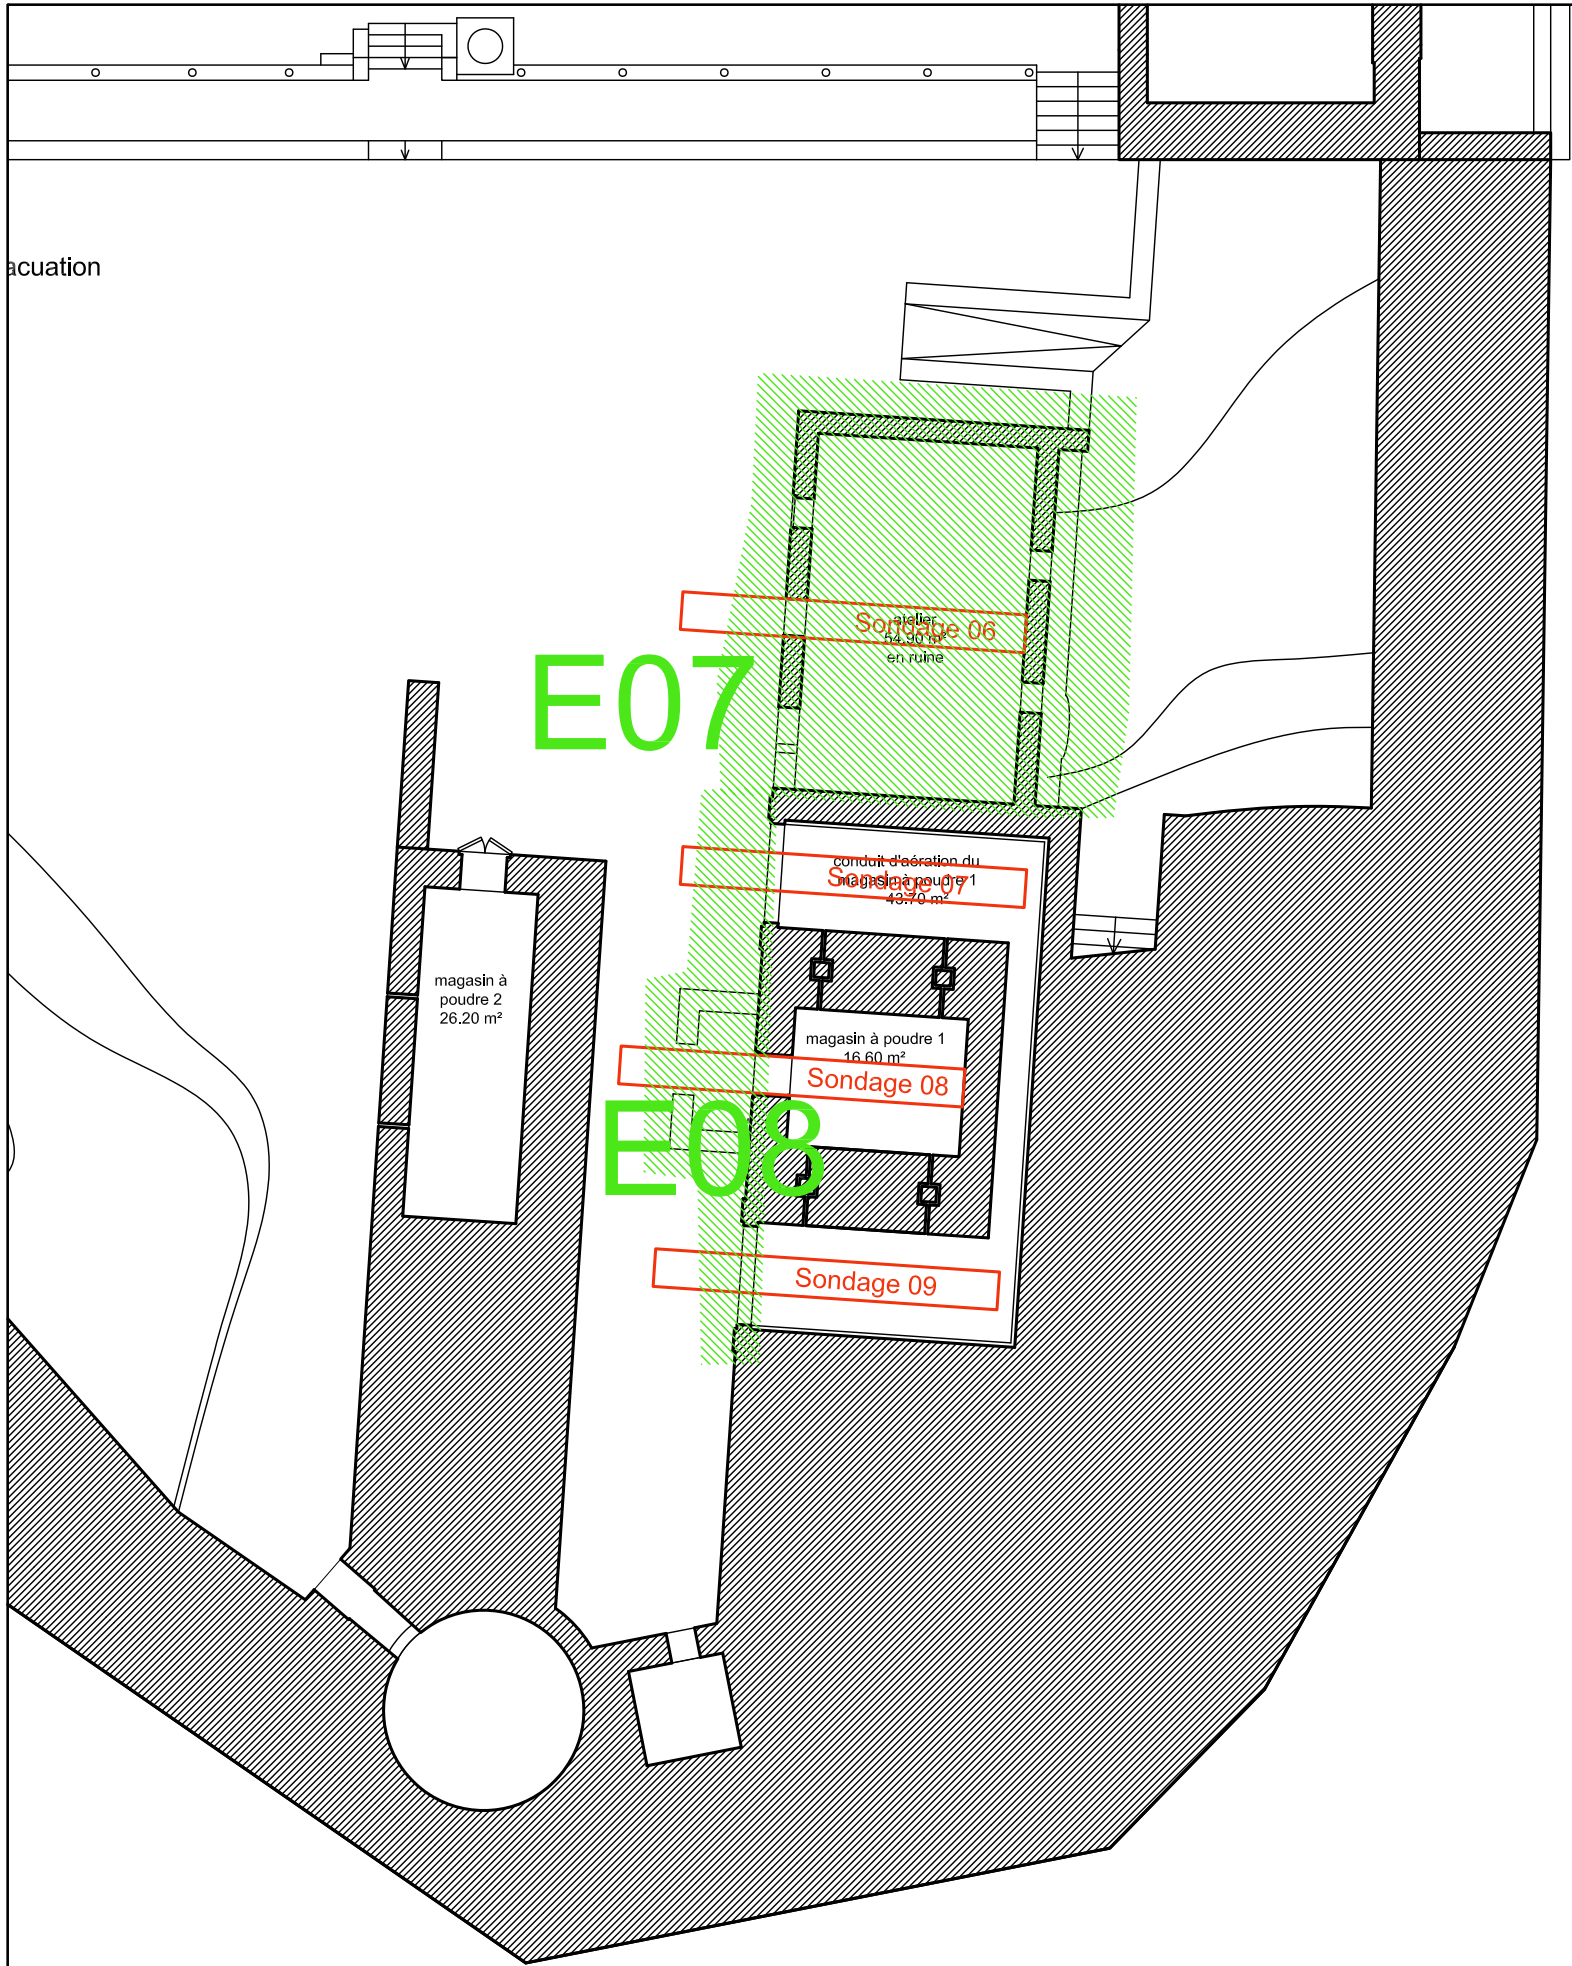 acuation
atelier
54.90 m²
en ruine
Sondage 06
E07
conduit d'aération du
magasin à poudre 1
43.70 m²
Sondage 07
magasin à
poudre 2
26.20 m²
magasin à poudre 1
16.60 m²
Sondage 08
E08
Sondage 09